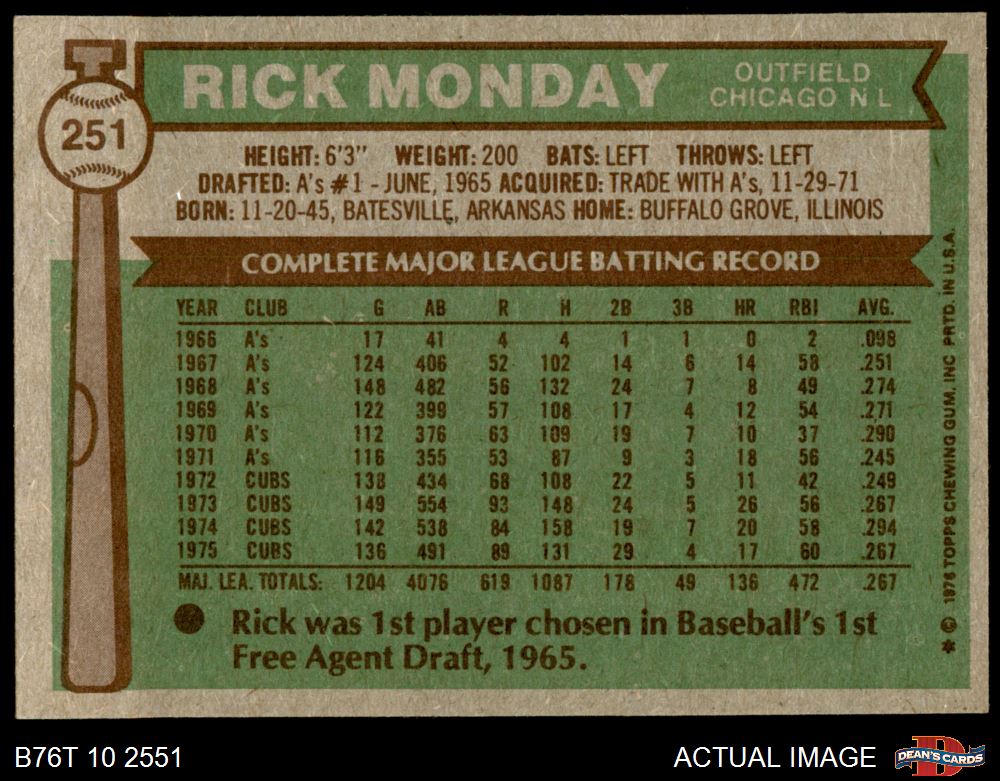 T
251
RICK MONDAY
OUTFIELD
CHICAGO N L
HEIGHT: 6'3" WEIGHT: 200 BATS: LEFT THROWS: LEFT
DRAFTED: A's #1 - JUNE, 1965 ACQUIRED: TRADE WITH A's, 11-29-71
BORN: 11-20-45, BATESVILLE, ARKANSAS HOME: BUFFALO GROVE, ILLINOIS
COMPLETE MAJOR LEAGUE BATTING RECORD
YEAR CLUB G AB R H 2B 3B HR RBI AVG.
1966 A's 17 41 4 4 1 1 0 2 .098
1967 A's 124 406 52 102 14 6 14 58 .251
1968 A's 148 482 56 132 24 7 8 49 .274
1969 A's 122 399 57 108 17 4 12 54 .271
1970 A's 112 376 63 109 19 7 10 37 .290
1971 A's 116 355 53 87 9 3 18 56 .245
1972 CUBS 138 434 68 108 22 5 11 42 .249
1973 CUBS 149 554 93 148 24 5 26 56 .267
1974 CUBS 142 538 84 158 19 7 20 58 .294
1975 CUBS 136 491 89 131 29 4 17 60 .267
MAJ. LEA. TOTALS: 1204 4076 619 1087 178 49 136 472 .267
● Rick was 1st player chosen in Baseball's 1st
Free Agent Draft, 1965.
* © 1976 TOPPS CHEWING GUM, INC PRTD. IN U.S.A.
B76T 10 2551
ACTUAL IMAGE
D
DEAN'S CARDS